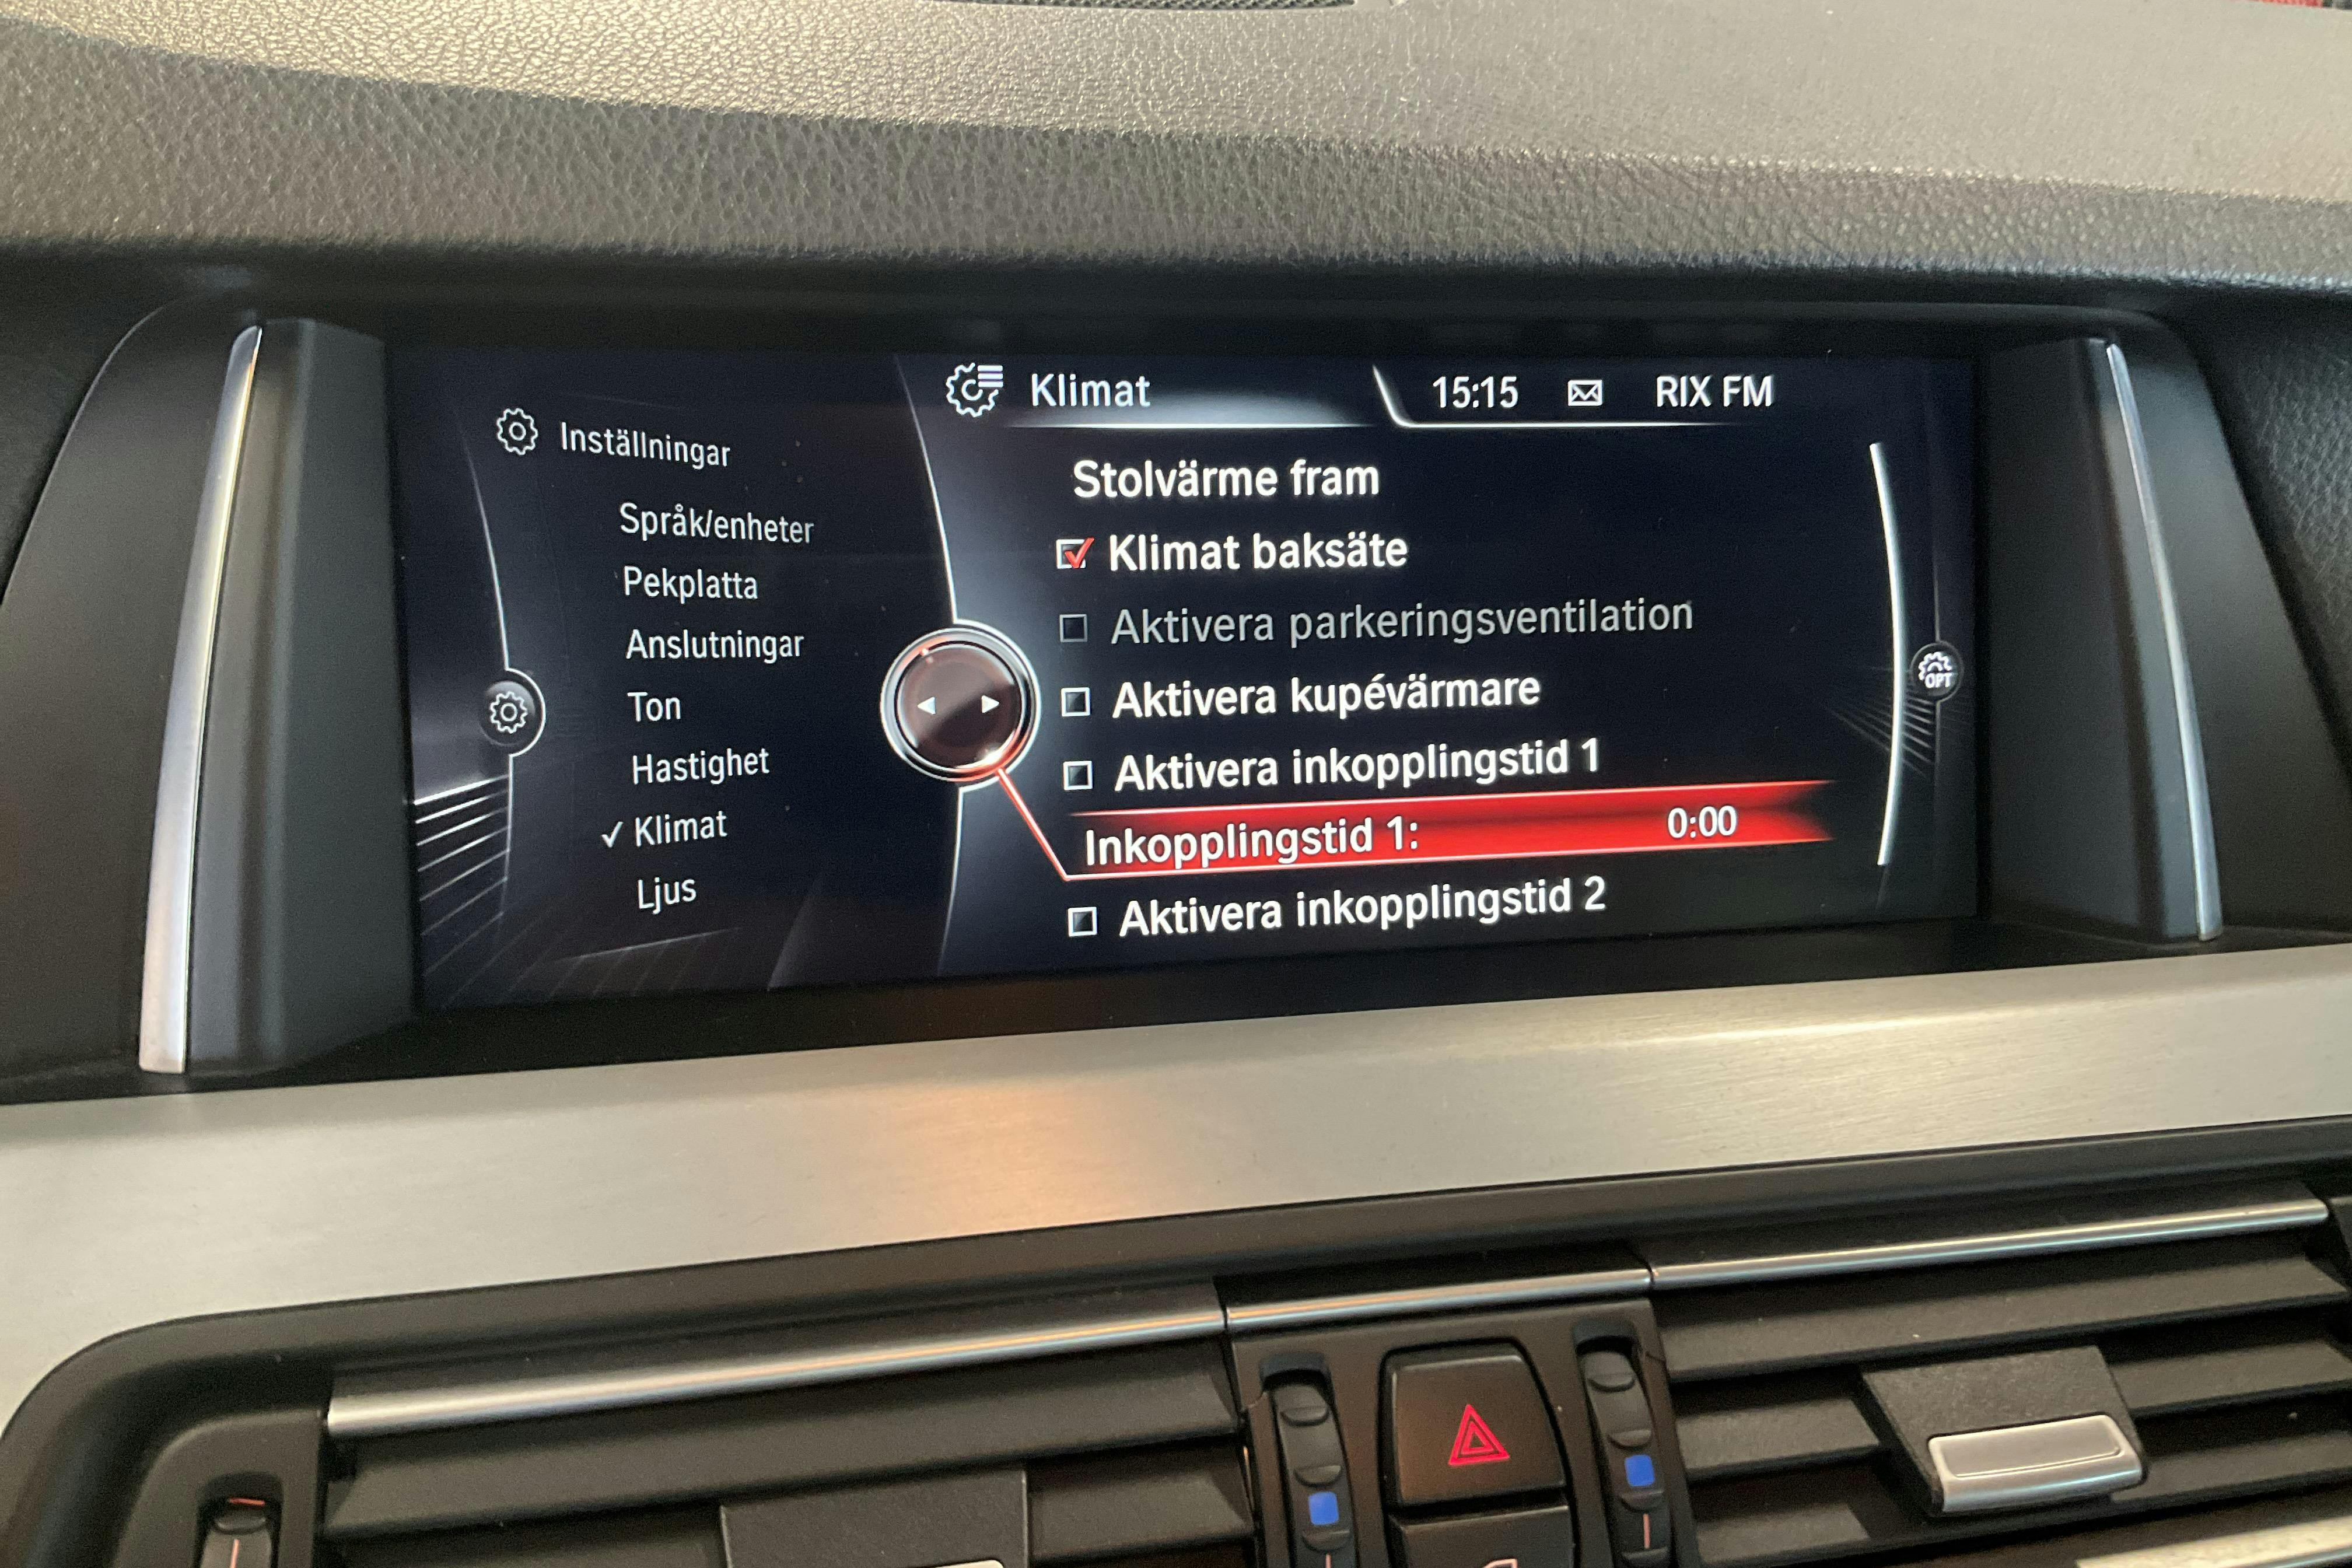 Inställningar
Språk/enheter
Pekplatta
Anslutningar
Ton
Hastighet
Klimat
Ljus
Klimat
15:15
RIX FM
Stolvärme fram
Klimat baksäte
Aktivera parkeringsventilation
Aktivera kupévärmare
Aktivera inkopplingstid 1
Inkopplingstid 1: 0:00
Aktivera inkopplingstid 2
OPT